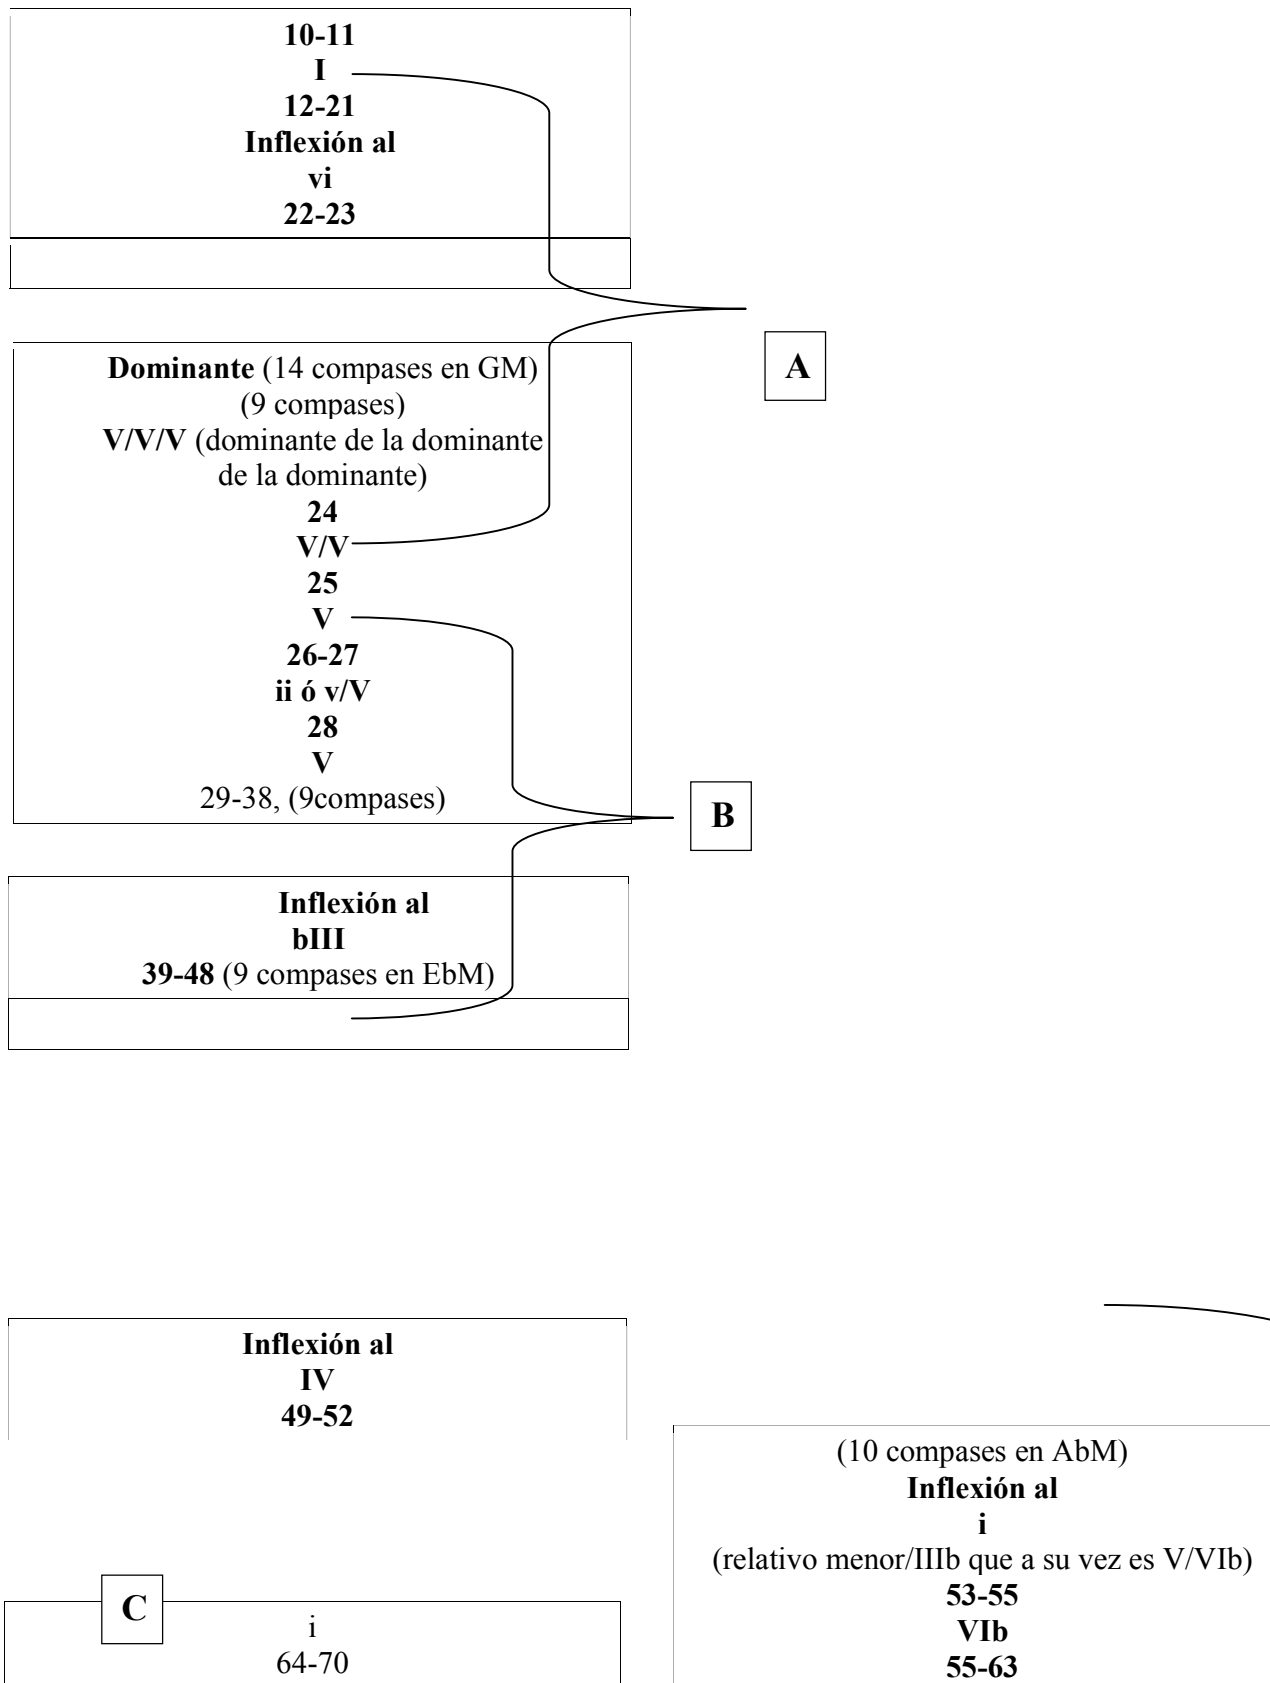 10-11
I
12-21
Inflexión al
vi
22-23
A
Dominante (14 compases en GM)
(9 compases)
V/V/V (dominante de la dominante
de la dominante)
24
V/V
25
V
26-27
ii ó v/V
28
V
29-38, (9compases)
B
Inflexión al
bIII
39-48 (9 compases en EbM)
Inflexión al
IV
49-52
(10 compases en AbM)
Inflexión al
i
(relativo menor/IIIb que a su vez es V/VIb)
53-55
VIb
55-63
C
i
64-70